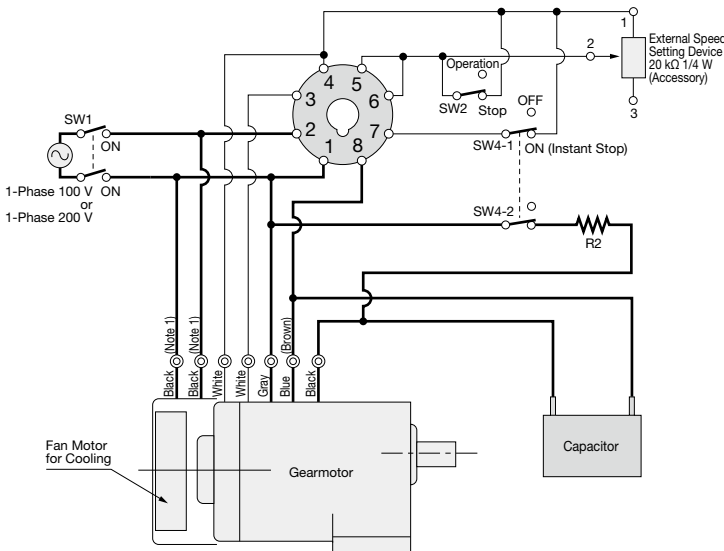 1
External Speed
Setting Device
20 kΩ 1/4 W
(Accessory)
2
3
Operation
SW2
Stop
OFF
SW4-1
ON (Instant Stop)
4
5
3
6
2
7
1
8
SW1
ON
ON
1-Phase 100 V
or
1-Phase 200 V
SW4-2
R2
Black (Note 1)
Black (Note 1)
White
White
Gray
Blue (Brown)
Black
Fan Motor
for Cooling
Gearmotor
Capacitor